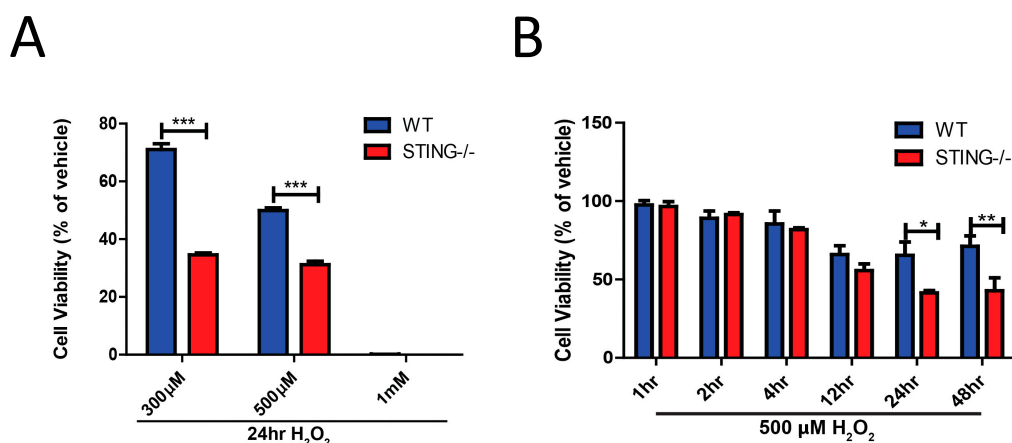 A
B
Cell Viability (% of vehicle)
80
60
40
20
0
***
***
WT
STING-/-
300µM
500µM
1mM
24hr H₂O₂
Cell Viability (% of vehicle)
150
100
50
0
WT
STING-/-
*
**
1hr
2hr
4hr
12hr
24hr
48hr
500 µM H₂O₂